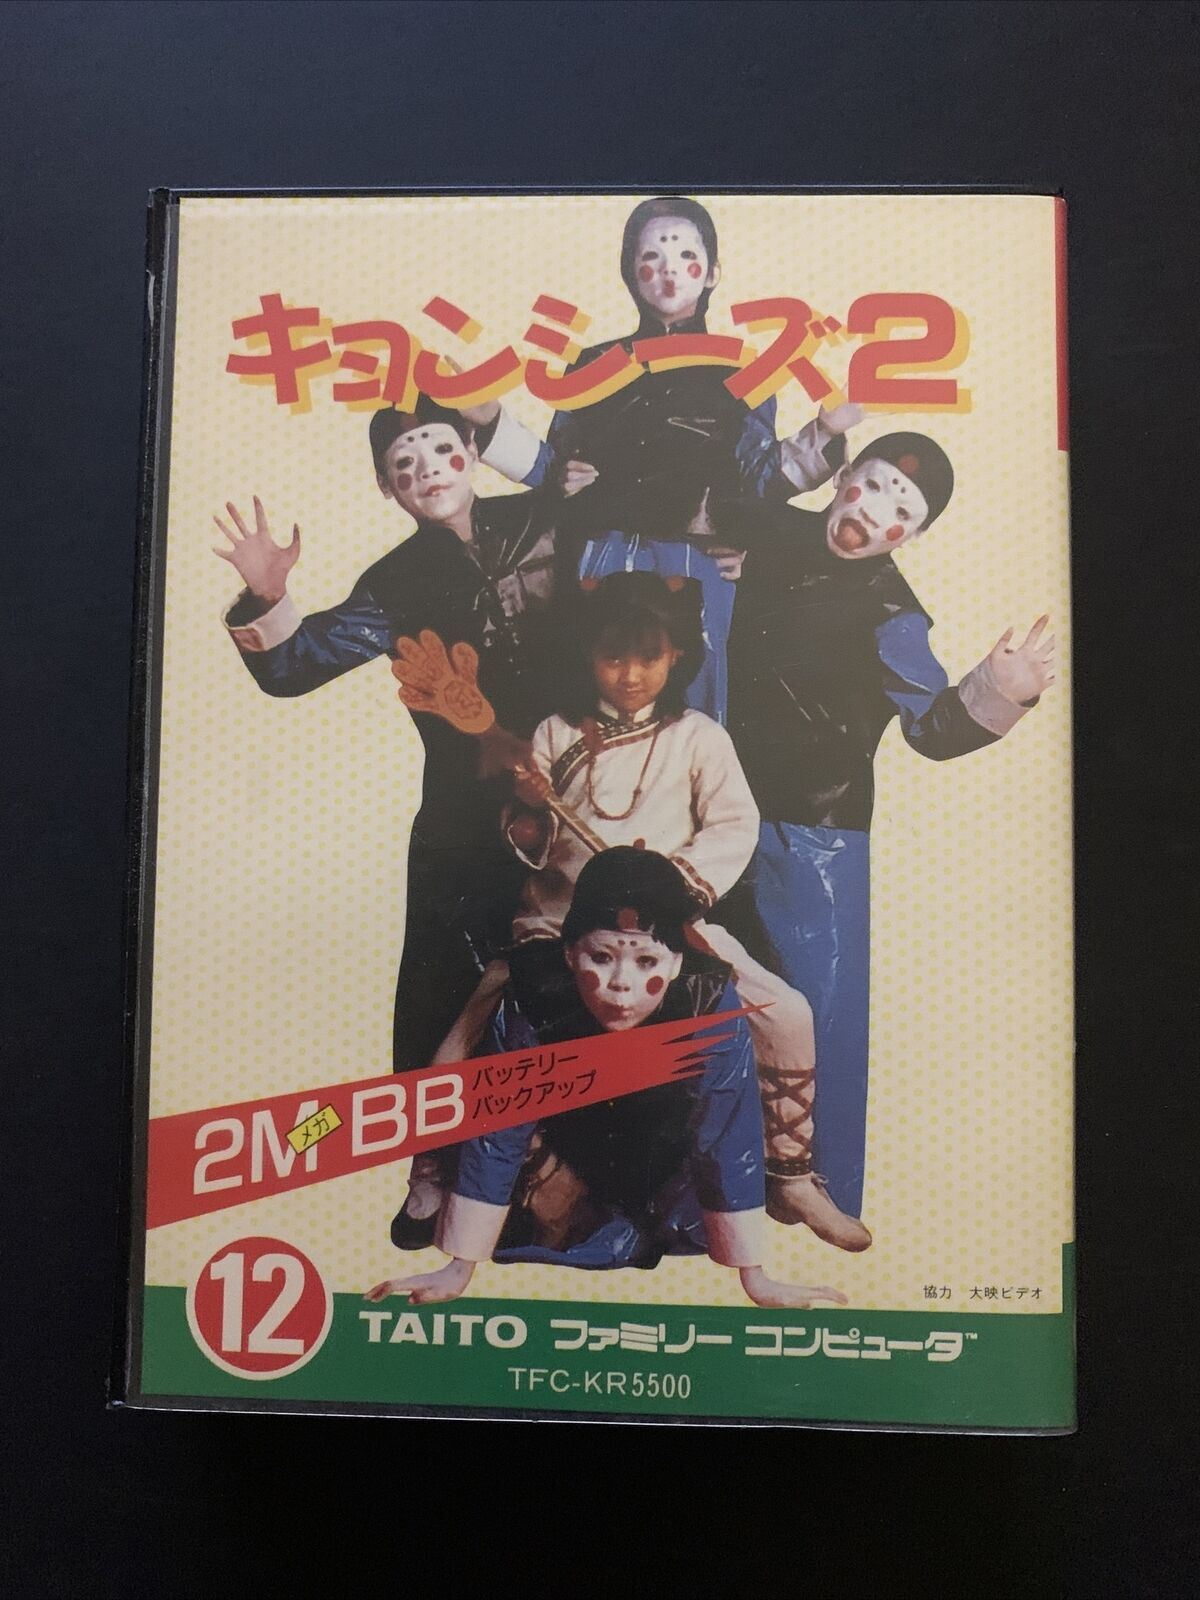 キョンシーズ2
2M メガ BB バッテリー
バックアップ
協力 大映ビデオ
12
TAITO ファミリー コンピュータ™
TFC-KR5500